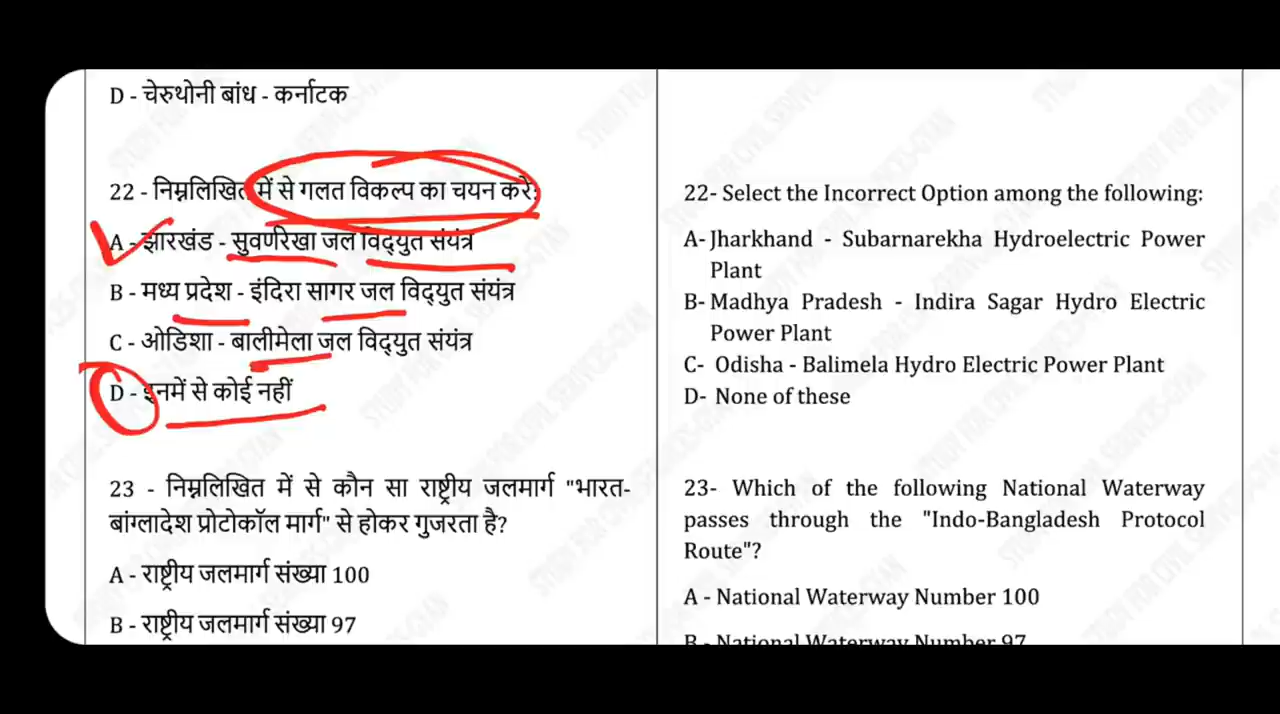 D - चेरुथोनी बांध - कर्नाटक
22 - निम्नलिखित में से गलत विकल्प का चयन करें:
A - झारखंड - सुवर्णरेखा जल विद्युत संयंत्र
B - मध्य प्रदेश - इंदिरा सागर जल विद्युत संयंत्र
C - ओडिशा - बालीमेला जल विद्युत संयंत्र
D - इनमें से कोई नहीं
23 - निम्नलिखित में से कौन सा राष्ट्रीय जलमार्ग "भारत-
बांग्लादेश प्रोटोकॉल मार्ग" से होकर गुजरता है?
A - राष्ट्रीय जलमार्ग संख्या 100
B - राष्ट्रीय जलमार्ग संख्या 97
22- Select the Incorrect Option among the following:
A- Jharkhand - Subarnarekha Hydroelectric Power
Plant
B- Madhya Pradesh - Indira Sagar Hydro Electric
Power Plant
C- Odisha - Balimela Hydro Electric Power Plant
D- None of these
23- Which of the following National Waterway
passes through the "Indo-Bangladesh Protocol
Route"?
A - National Waterway Number 100
B - National Waterway Number 97